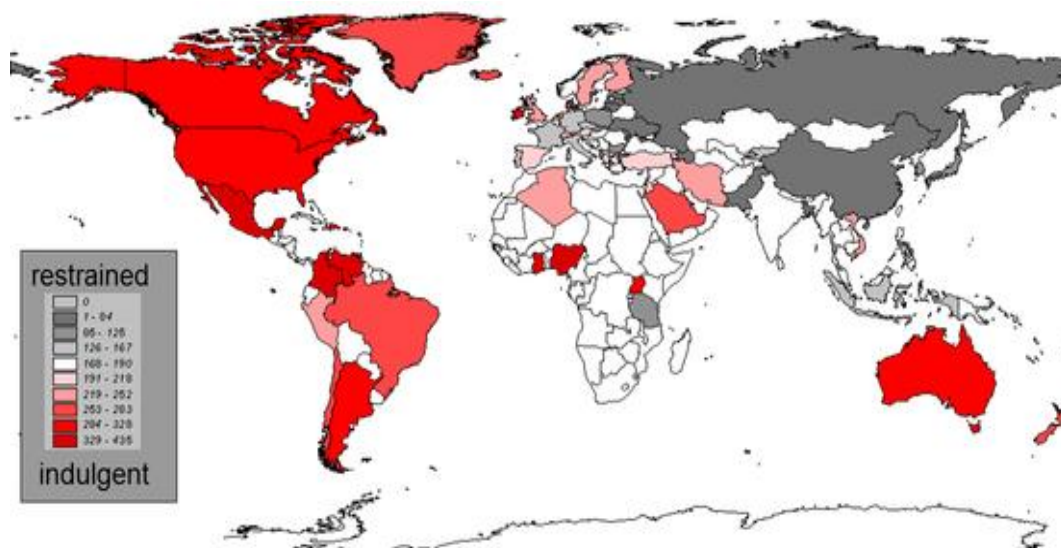 restrained
0
1 - 84
85 - 125
126 - 167
168 - 190
191 - 218
219 - 252
253 - 283
284 - 328
329 - 435
indulgent